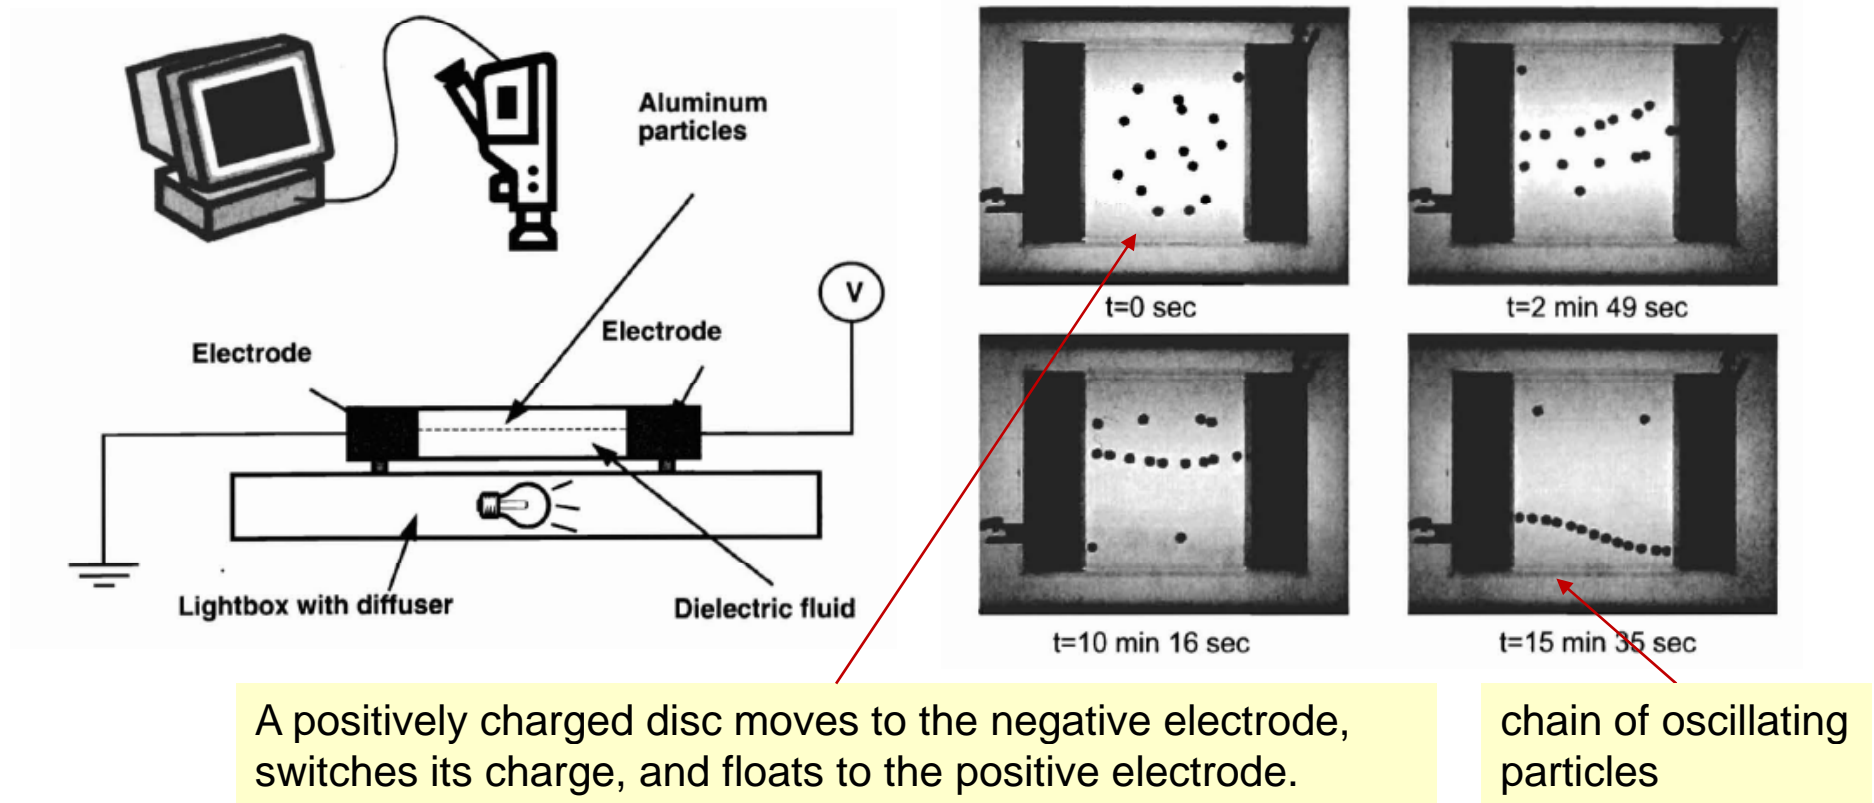 Aluminum
particles
V
Electrode
Electrode
Lightbox with diffuser
Dielectric fluid
t=0 sec
t=2 min 49 sec
t=10 min 16 sec
t=15 min 35 sec
A positively charged disc moves to the negative electrode,
switches its charge, and floats to the positive electrode.
chain of oscillating
particles